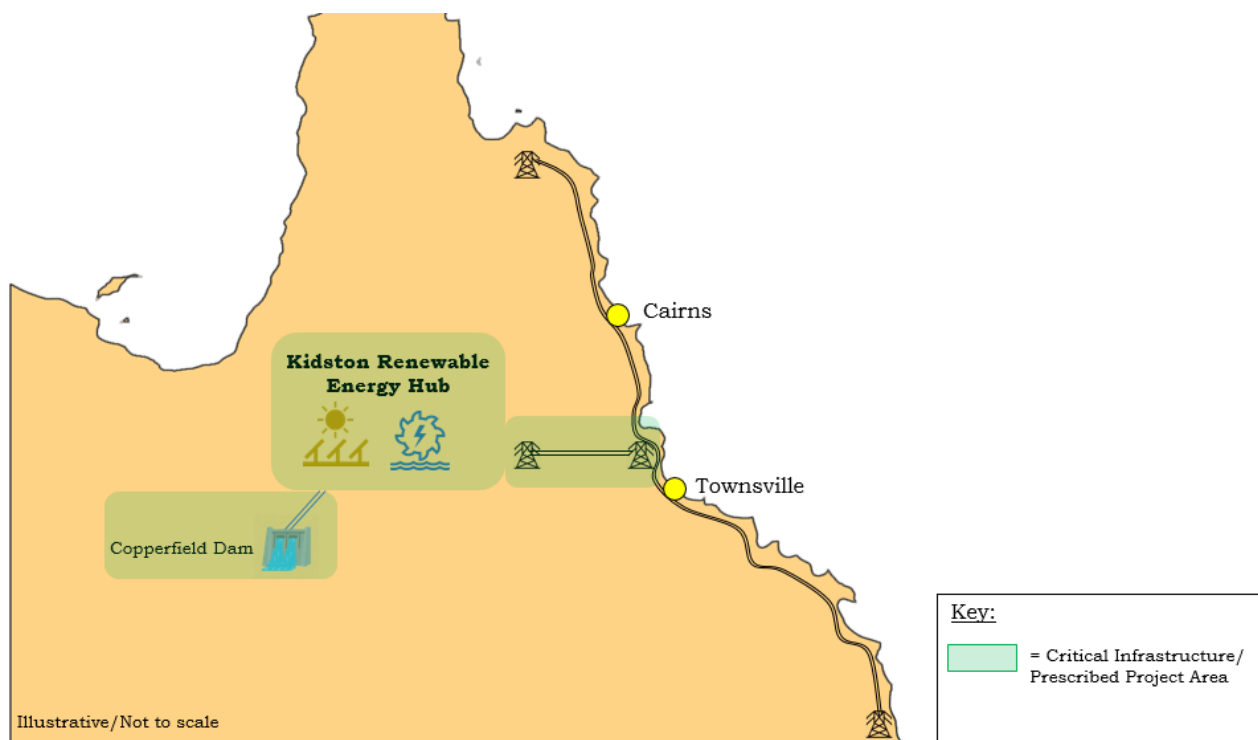 Cairns
Kidston Renewable
Energy Hub
Townsville
Copperfield Dam
Key:
= Critical Infrastructure/
Prescribed Project Area
Illustrative/Not to scale